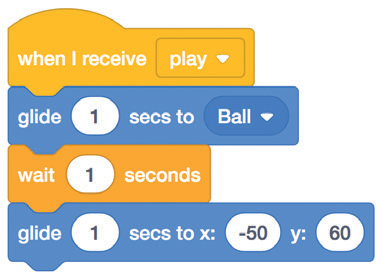 when I receive play
glide 1 secs to Ball
wait 1 seconds
glide 1 secs to x: -50 y: 60